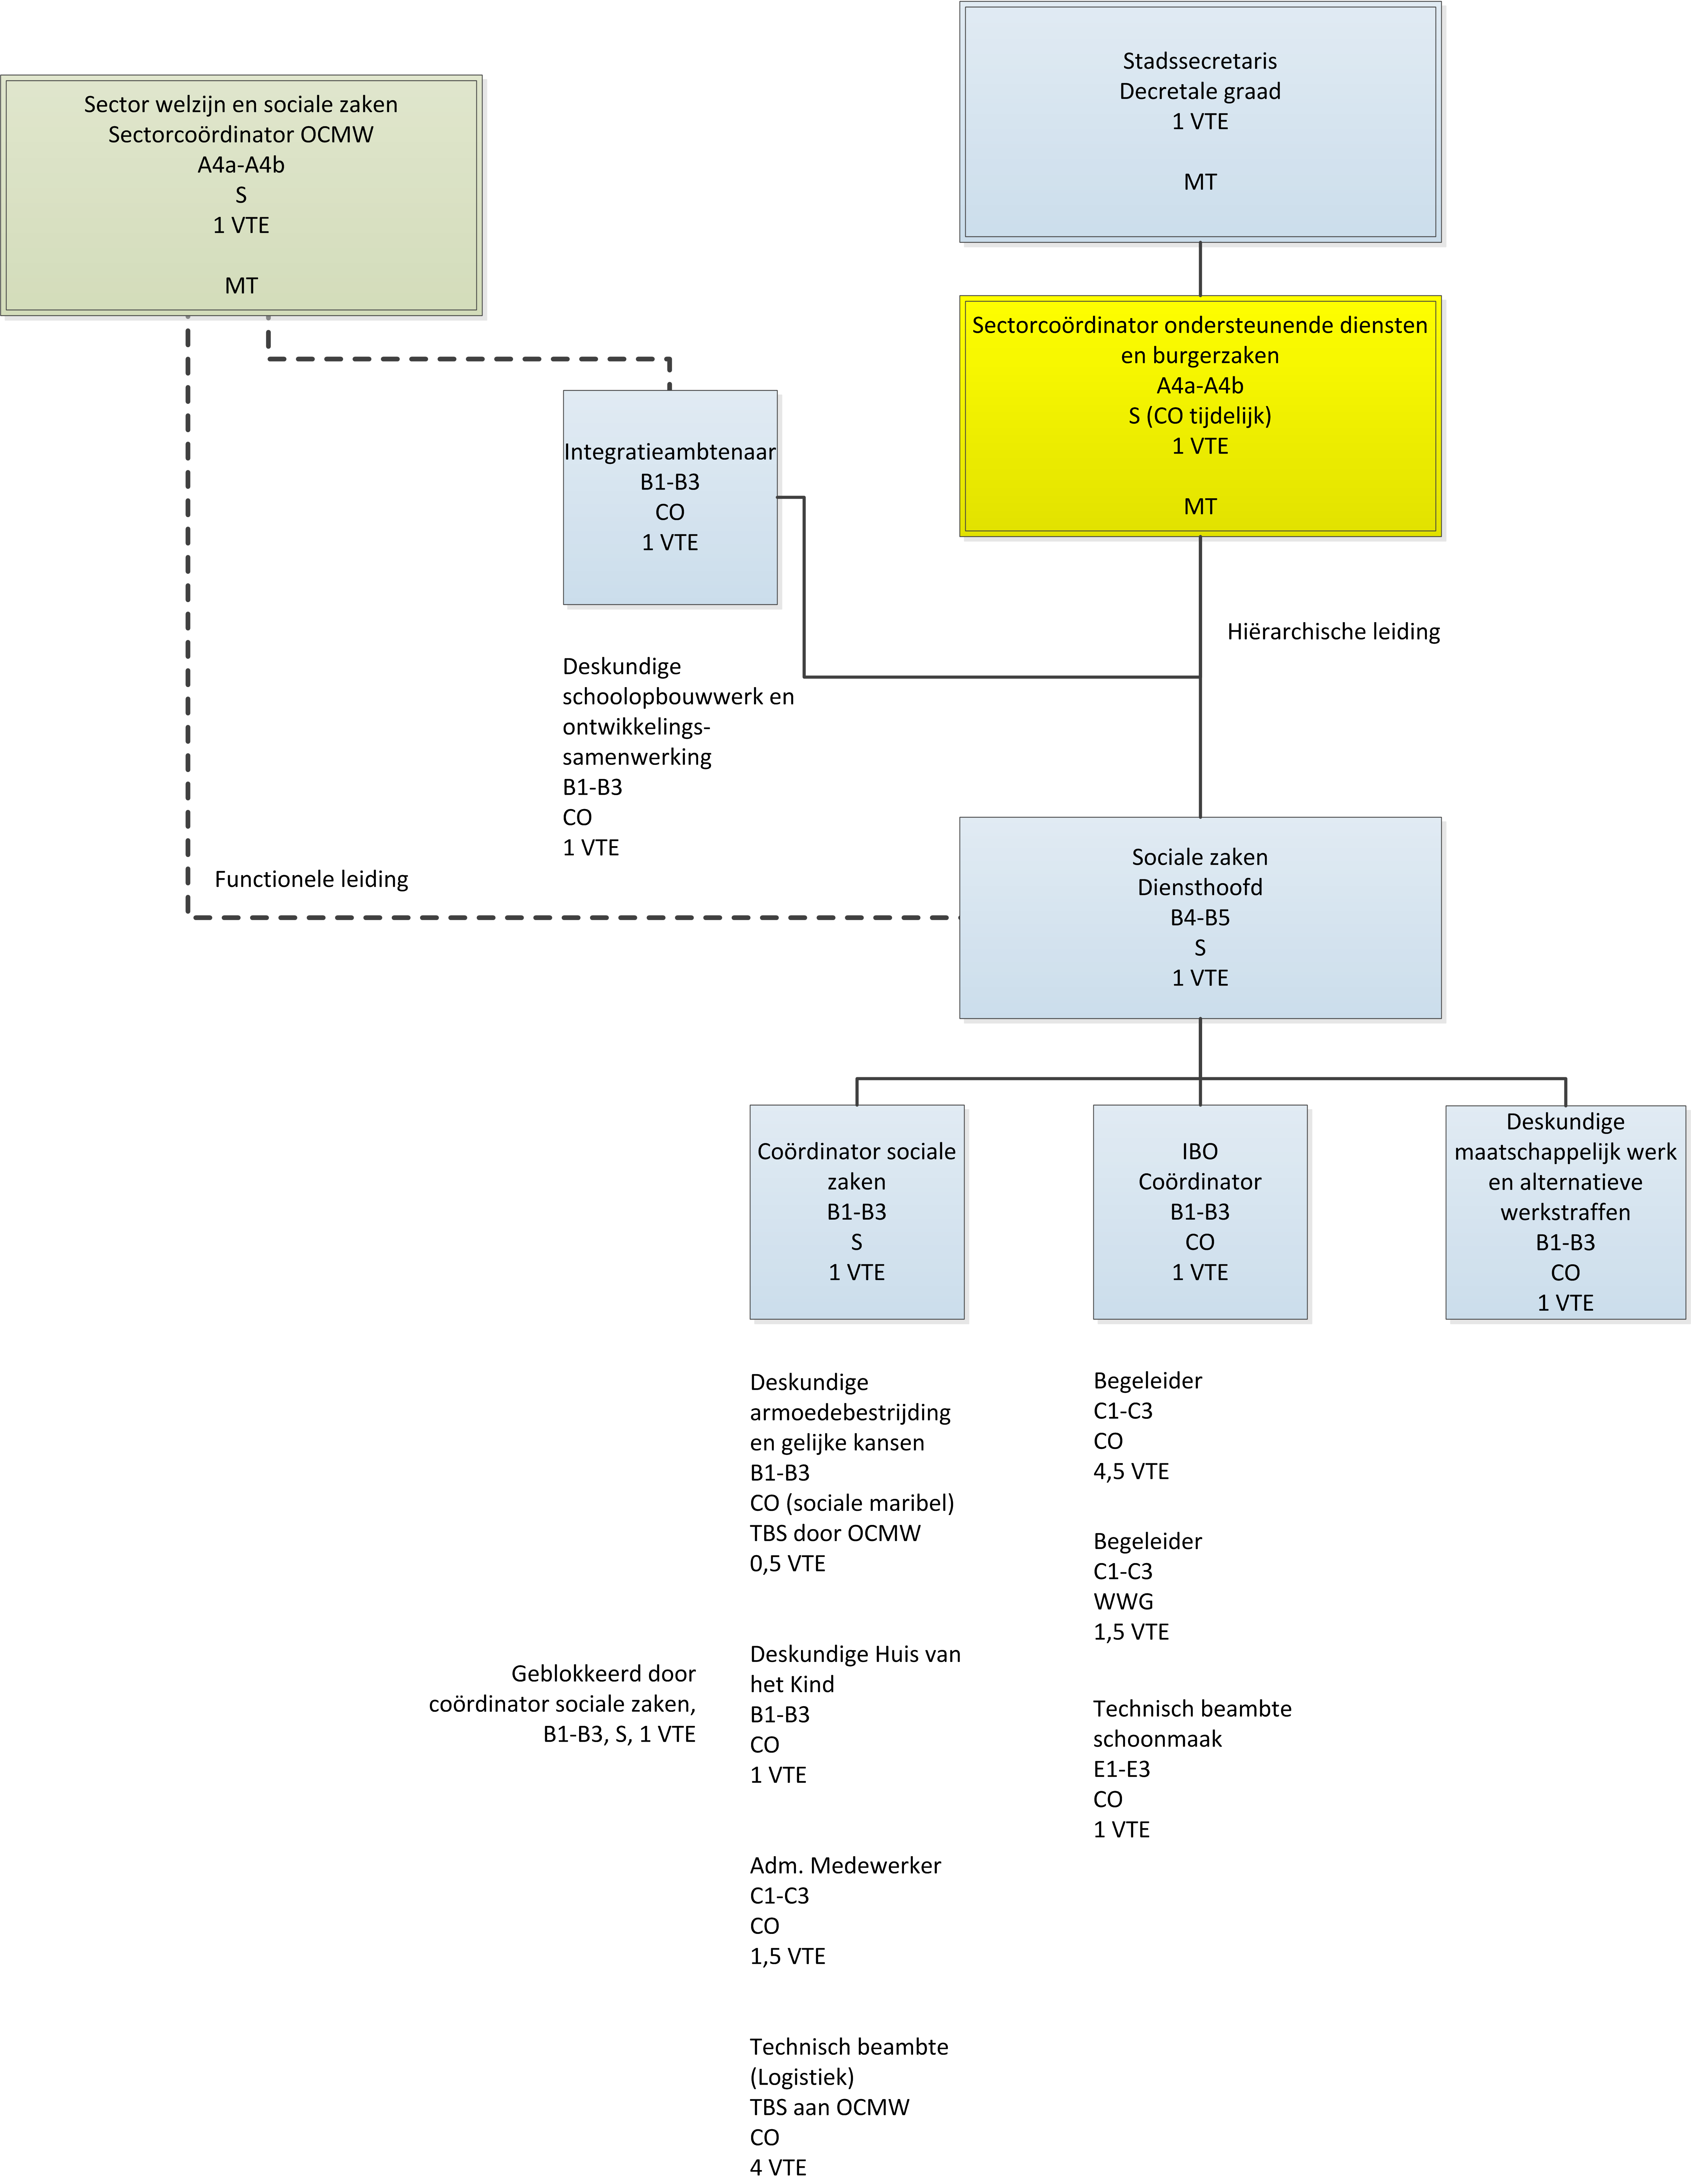 Stadssecretaris
Decretale graad
1 VTE
MT
Sector welzijn en sociale zaken
Sectorcoördinator OCMW
A4a-A4b
S
1 VTE
MT
Sectorcoördinator ondersteunende diensten
en burgerzaken
A4a-A4b
S (CO tijdelijk)
1 VTE
MT
Integratieambtenaar
B1-B3
CO
1 VTE
Hiërarchische leiding
Deskundige
schoolopbouwwerk en
ontwikkelings-
samenwerking
B1-B3
CO
1 VTE
Functionele leiding
Sociale zaken
Diensthoofd
B4-B5
S
1 VTE
Coördinator sociale
zaken
B1-B3
S
1 VTE
IBO
Coördinator
B1-B3
CO
1 VTE
Deskundige
maatschappelijk werk
en alternatieve
werkstraffen
B1-B3
CO
1 VTE
Deskundige
armoedebestrijding
en gelijke kansen
B1-B3
CO (sociale maribel)
TBS door OCMW
0,5 VTE
Geblokkeerd door
coördinator sociale zaken,
B1-B3, S, 1 VTE
Deskundige Huis van
het Kind
B1-B3
CO
1 VTE
Adm. Medewerker
C1-C3
CO
1,5 VTE
Technisch beambte
(Logistiek)
TBS aan OCMW
CO
4 VTE
Begeleider
C1-C3
CO
4,5 VTE
Begeleider
C1-C3
WWG
1,5 VTE
Technisch beambte
schoonmaak
E1-E3
CO
1 VTE